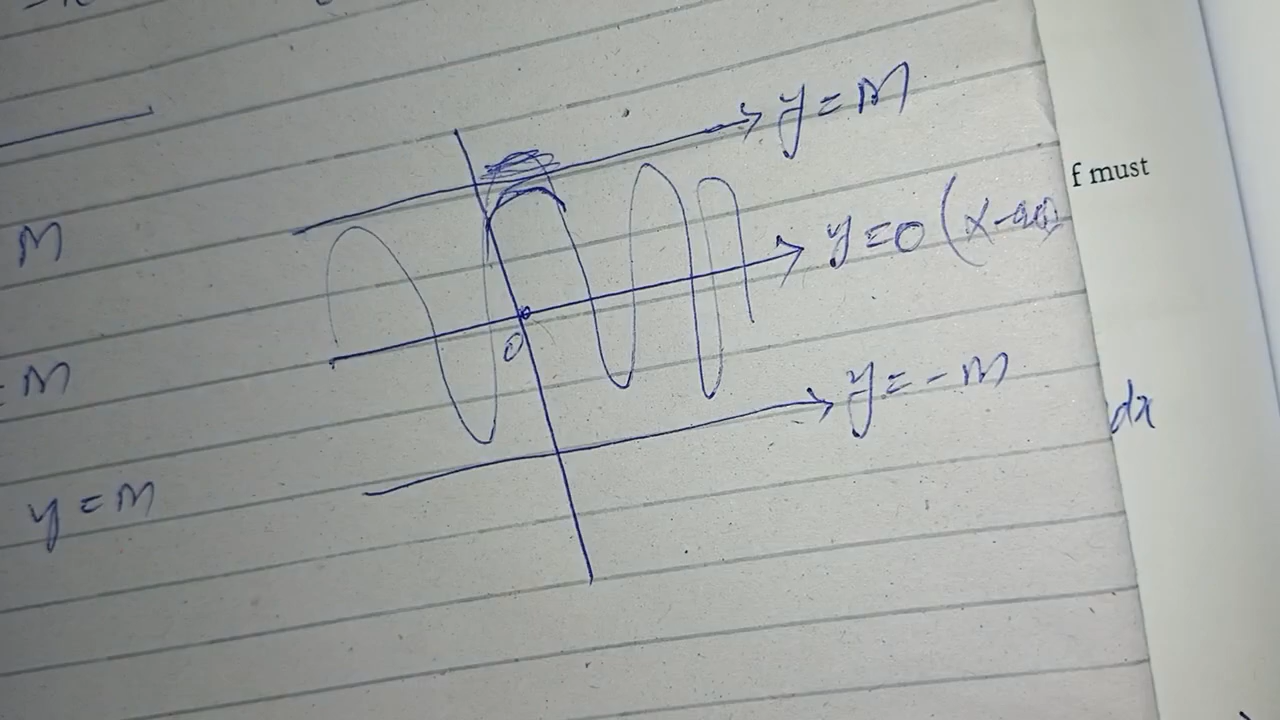 y = M
f must
M
y = 0 (x-axis)
= M
y = - M
0
dx
y = M